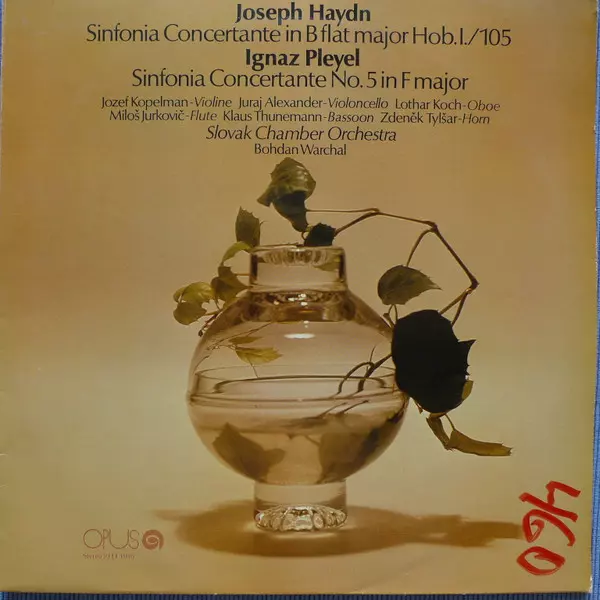 Joseph Haydn
Sinfonia Concertante in B flat major Hob. I./105
Ignaz Pleyel
Sinfonia Concertante No. 5 in F major
Jozef Kopelman-Violine Juraj Alexander-Violoncello Lothar Koch-Oboe
Miloš Jurkovič-Flute Klaus Thunemann-Bassoon Zdeněk Tylšar-Horn
Slovak Chamber Orchestra
Bohdan Warchal
OPUS
Stereo
460